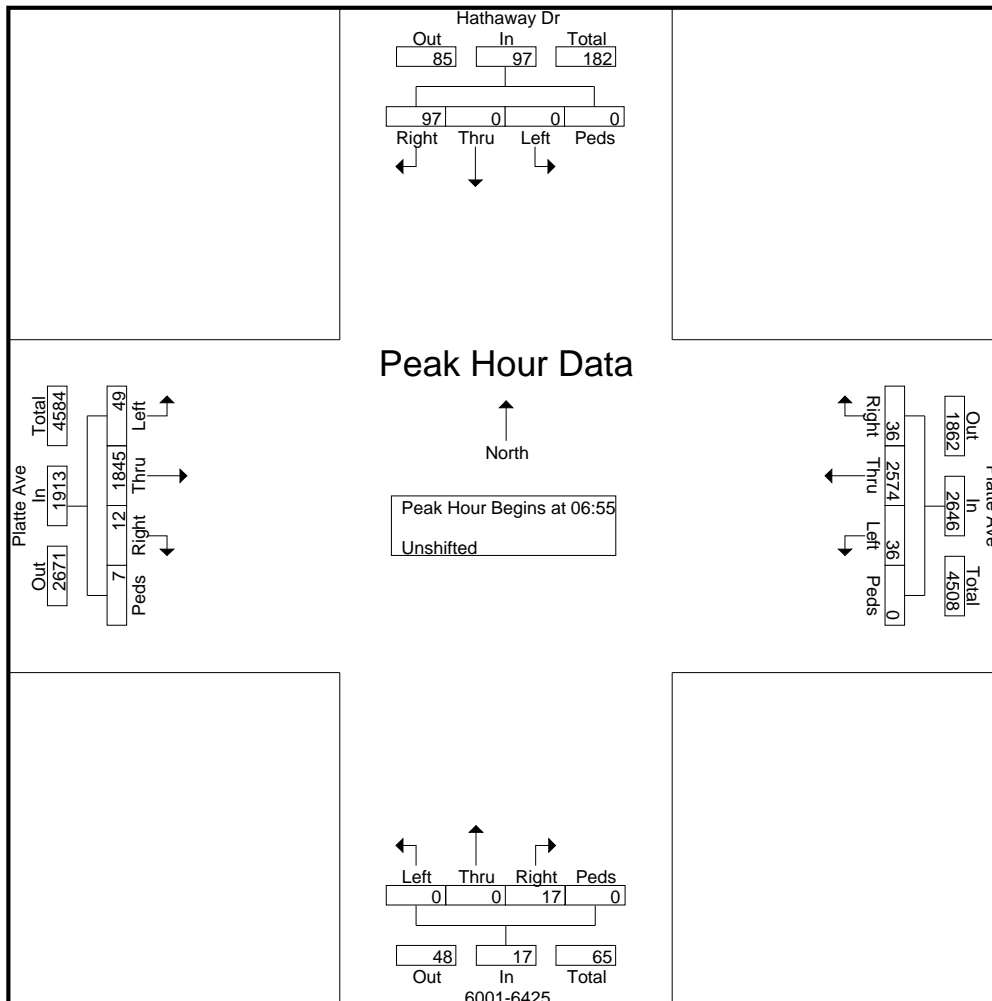 Hathaway Dr
Out In Total
85 97 182
97 0 0 0
Right Thru Left Peds
Peak Hour Data
North
Peak Hour Begins at 06:55
Unshifted
Platte Ave
Out In Total
2671 1913 4584
49 1845 12 7
Left Thru Right Peds
Platte Ave
Out In Total
1862 2646 4508
36 2574 36 0
Right Thru Left Peds
Left Thru Right Peds
0 0 17 0
48 17 65
Out In Total
6001-6425